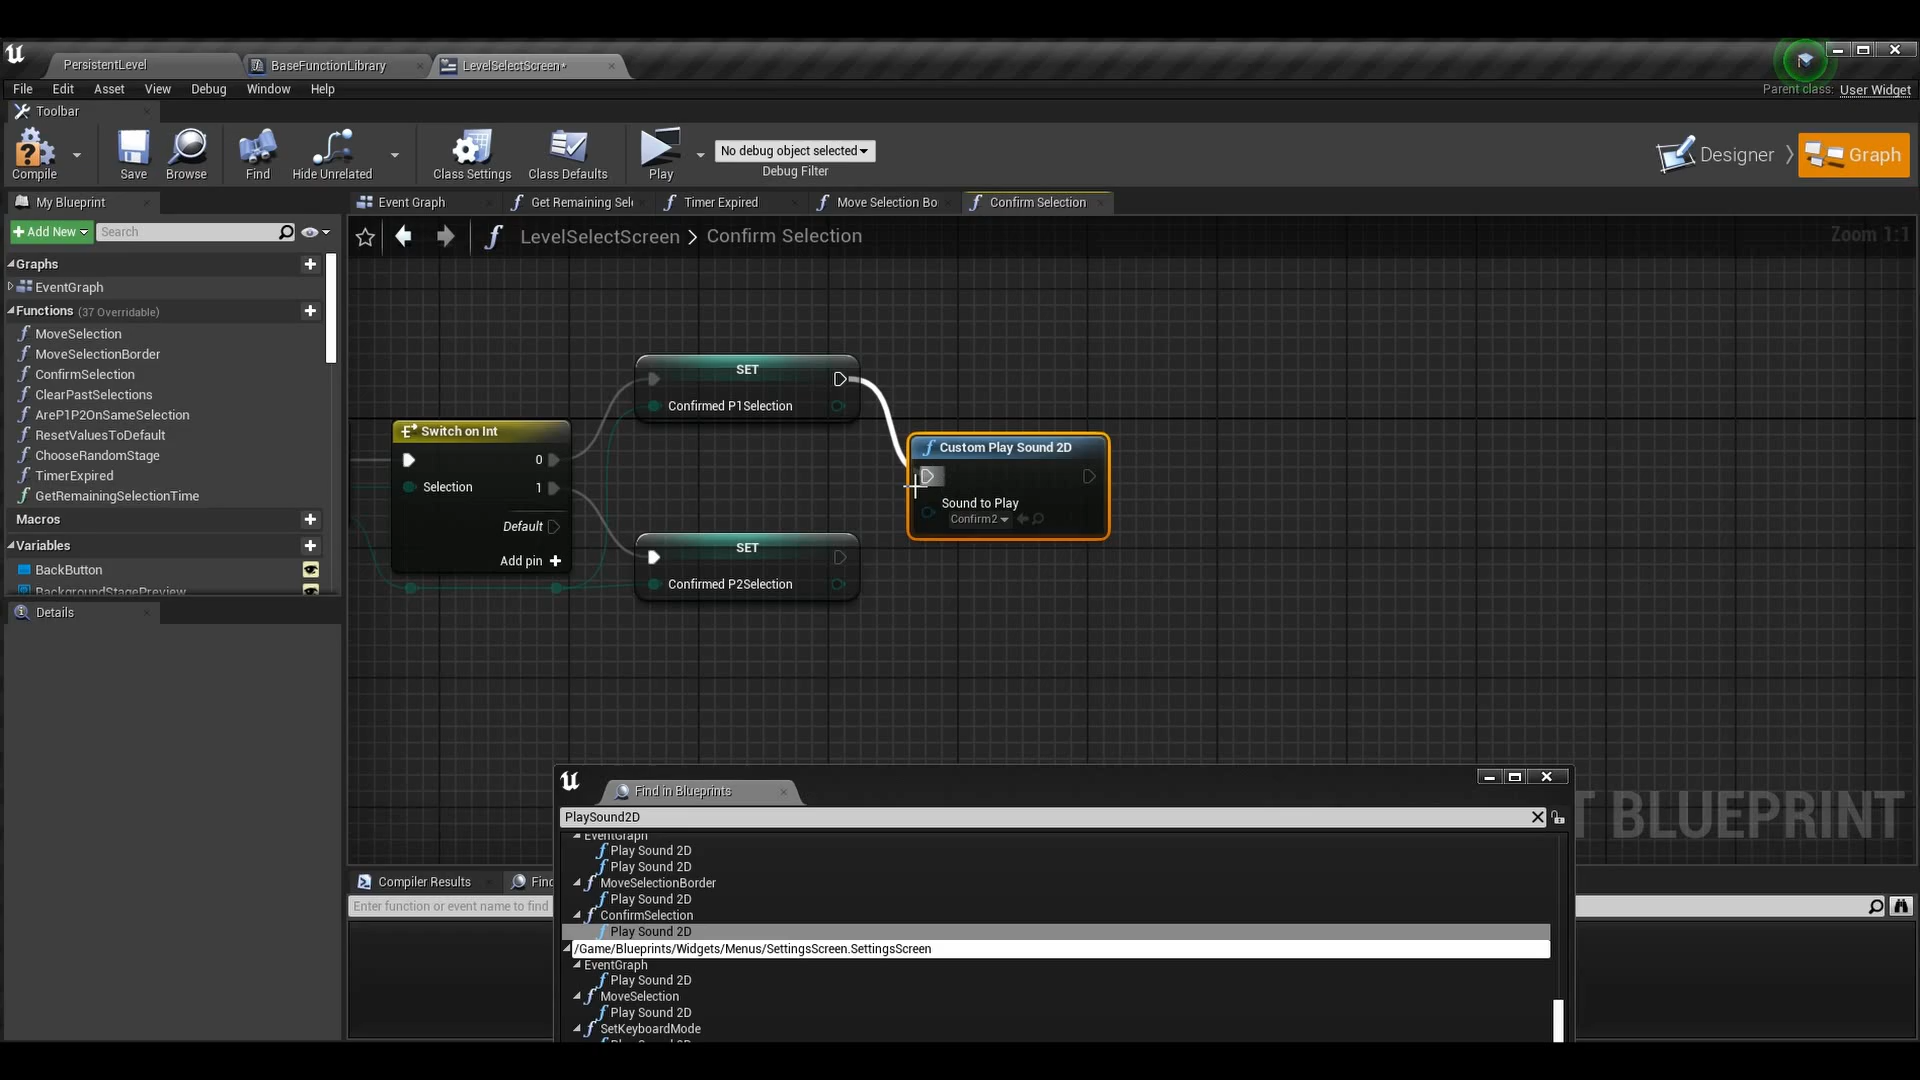 PersistentLevel
BaseFunctionLibrary
LevelSelectScreen*
File Edit Asset View Debug Window Help
Parent class: User Widget
Toolbar
Compile
Save
Browse
Find
Hide Unrelated
Class Settings
Class Defaults
Play
No debug object selected
Debug Filter
Designer
Graph
My Blueprint
Event Graph
Get Remaining Sel
Timer Expired
Move Selection Bo
Confirm Selection
Add New
Search
LevelSelectScreen > Confirm Selection
Zoom 1:1
Graphs
EventGraph
Functions (37 Overridable)
MoveSelection
MoveSelectionBorder
ConfirmSelection
ClearPastSelections
AreP1P2OnSameSelection
ResetValuesToDefault
ChooseRandomStage
TimerExpired
GetRemainingSelectionTime
Macros
Variables
BackButton
BackgroundStagePreview
Details
SET
Confirmed P1Selection
Switch on Int
0
Selection
1
Default
Add pin
SET
Confirmed P2Selection
Custom Play Sound 2D
Sound to Play
Confirm2
T BLUEPRINT
Find in Blueprints
PlaySound2D
EventGraph
Play Sound 2D
Play Sound 2D
MoveSelectionBorder
Play Sound 2D
ConfirmSelection
Play Sound 2D
/Game/Blueprints/Widgets/Menus/SettingsScreen.SettingsScreen
EventGraph
Play Sound 2D
MoveSelection
Play Sound 2D
SetKeyboardMode
Compiler Results
Find
Enter function or event name to find